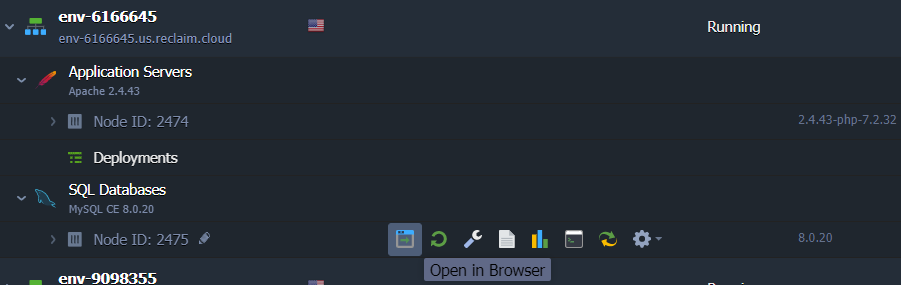 env-6166645
env-6166645.us.reclaim.cloud
Running
Application Servers
Apache 2.4.43
Node ID: 2474
2.4.43-php-7.2.32
Deployments
SQL Databases
MySQL CE 8.0.20
Node ID: 2475
8.0.20
Open in Browser
env-9098355
Running